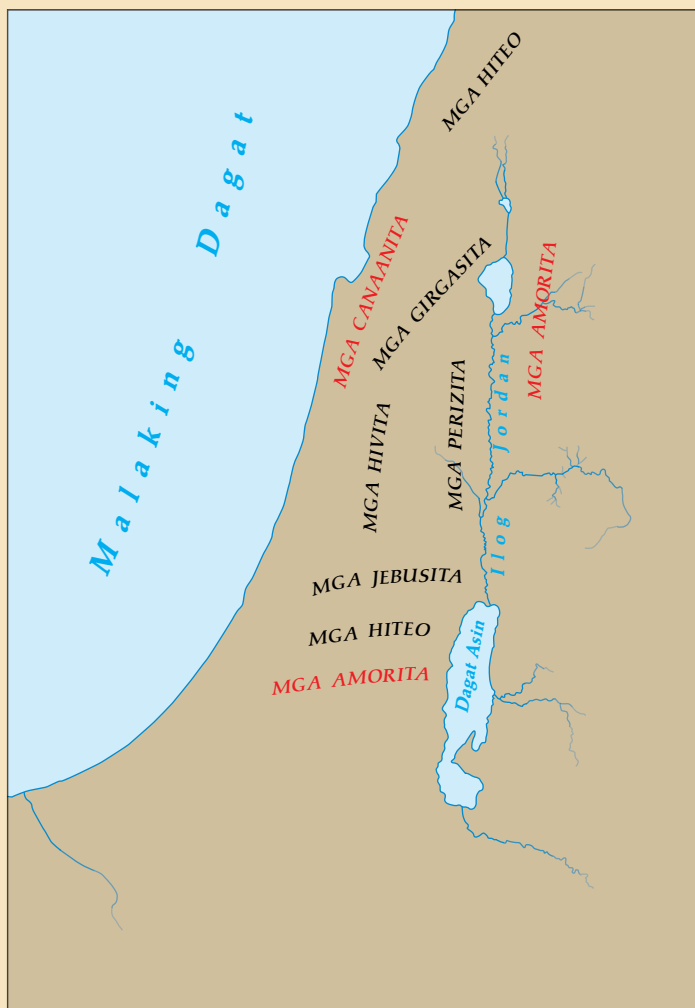 MGA HITEO
Malaking Dagat
MGA CANAANITA
MGA GIRGASITA
MGA AMORITA
MGA HIVITA
MGA PERIZITA
Ilog Jordan
MGA JEBUSITA
MGA HITEO
MGA AMORITA
Dagat Asin